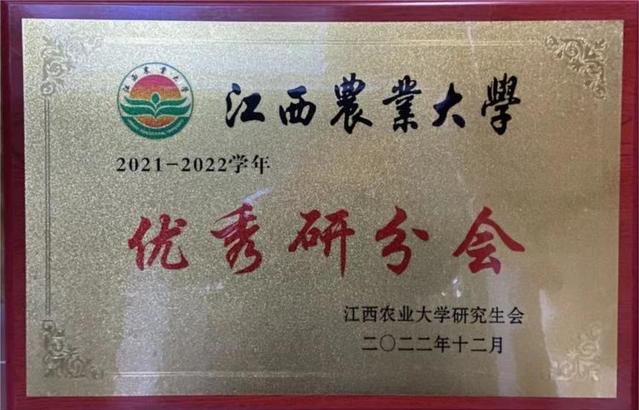 江西農業大學
2021-2022学年
优秀研分会
江西农业大学研究生会
二〇二二年十二月